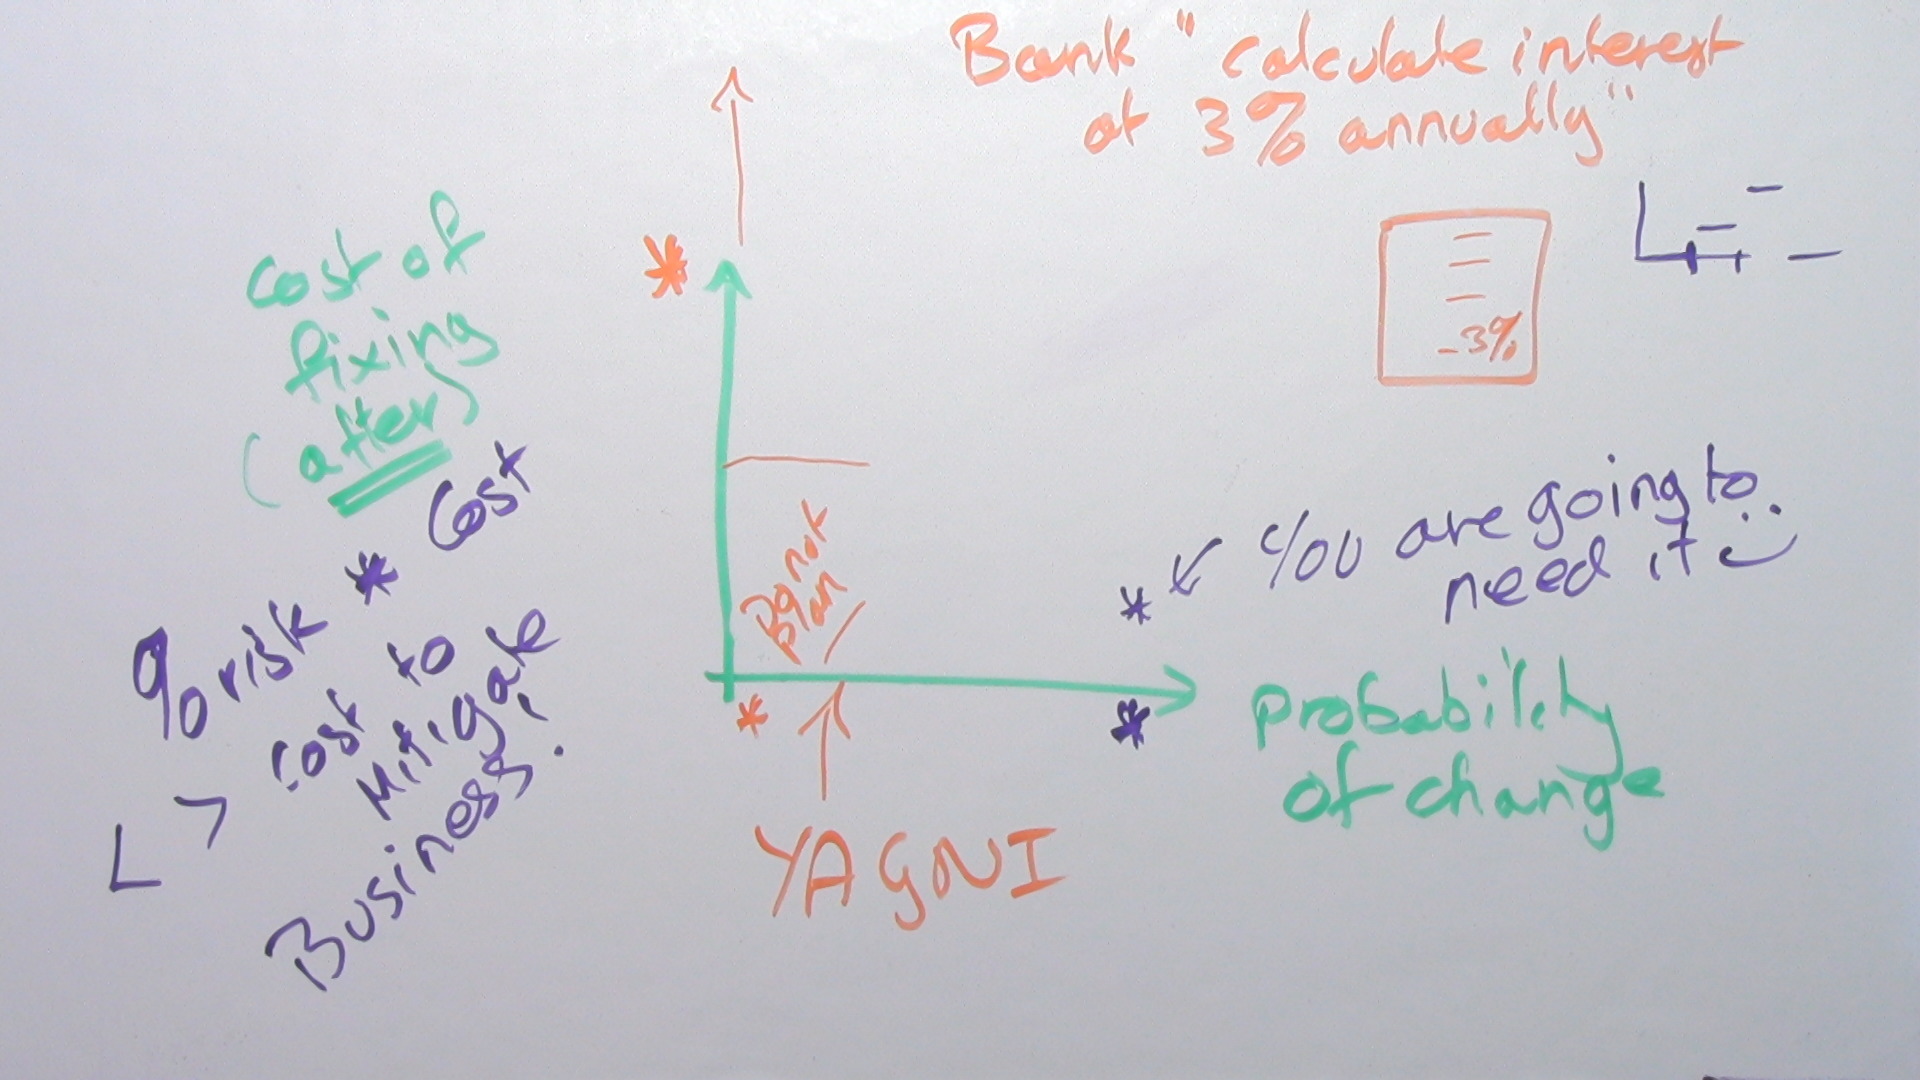 Bank "calculate interest
at 3% annually"
-3%
cost of
fixing
(after)
% risk * Cost
> cost to
Mitigate
Business!
Do not
plan
YAGNI
* You are going to
need it
Probability
of change